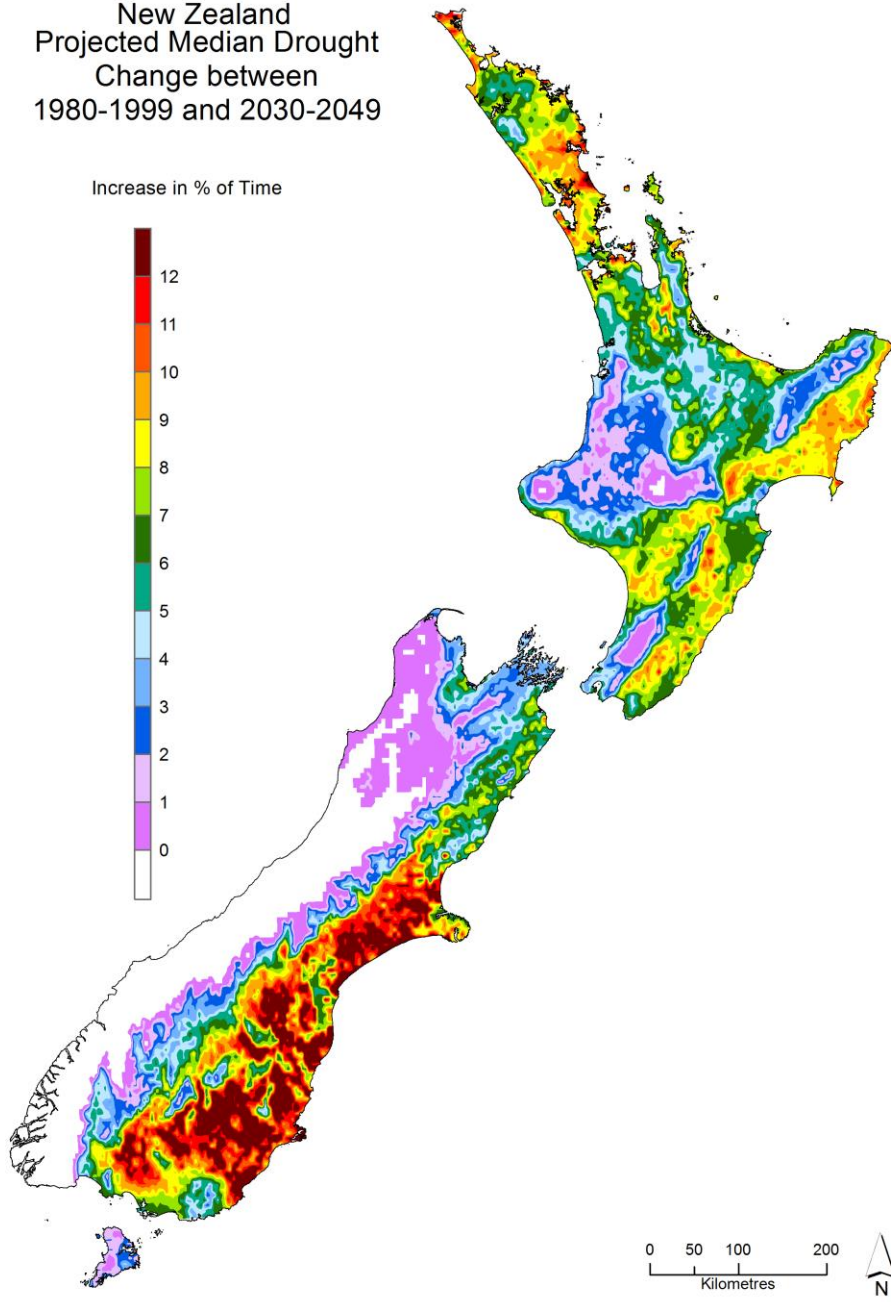 New Zealand
Projected Median Drought
Change between
1980-1999 and 2030-2049
Increase in % of Time
12
11
10
9
8
7
6
5
4
3
2
1
0
0 50 100 200
Kilometres
N